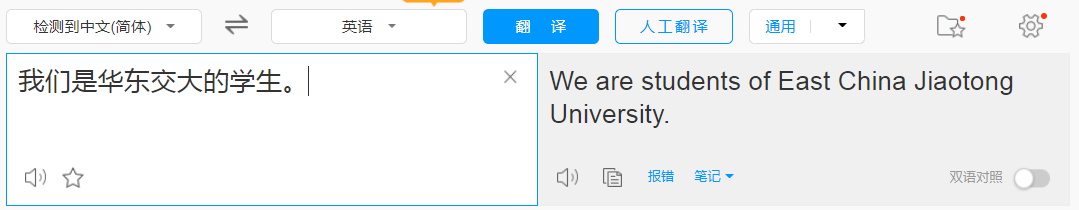 检测到中文(简体)
英语
翻 译
人工翻译
通用
我们是华东交大的学生。
We are students of East China Jiaotong
University.
报错
笔记
双语对照